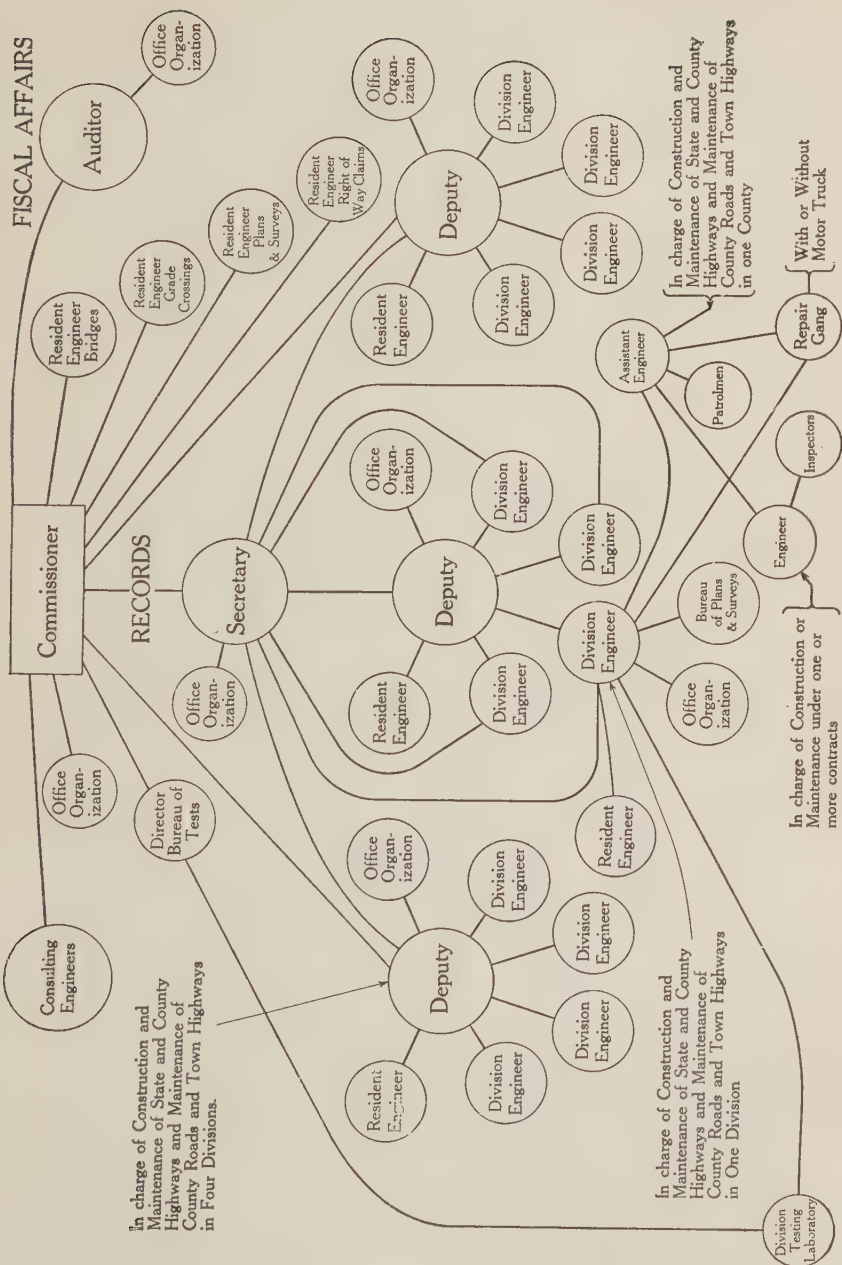 FISCAL AFFAIRS
Commissioner
Auditor
Office
Organ-
ization
Consulting
Engineers
Office
Organ-
ization
Director
Bureau of
Tests
Resident
Engineer
Bridges
Resident
Engineer
Grade
Crossings
Resident
Engineer
Plans
& Surveys
Resident
Engineer
Right of
Way Claims
RECORDS
Secretary
Office
Organ-
ization
In charge of Construction and
Maintenance of State and County
Highways and Maintenance of
County Roads and Town Highways
in Four Divisions.
Deputy
Office
Organ-
ization
Resident
Engineer
Division
Engineer
Division
Engineer
Division
Engineer
Division
Engineer
Deputy
Office
Organ-
ization
Resident
Engineer
Division
Engineer
Division
Engineer
Division
Engineer
Division
Engineer
Deputy
Office
Organ-
ization
Resident
Engineer
Division
Engineer
Division
Engineer
Division
Engineer
Division
Engineer
In charge of Construction and
Maintenance of State and County
Highways and Maintenance of
County Roads and Town Highways
in One Division
Resident
Engineer
Office
Organ-
ization
Bureau
of Plans
& Surveys
Division
Testing
Laboratory
Assistant
Engineer
In charge of Construction and
Maintenance of State and County
Highways and Maintenance of
County Roads and Town Highways
in one County
Patrolmen
Repair
Gang
With or Without
Motor Truck
Engineer
Inspectors
In charge of Construction or
Maintenance under one or
more contracts